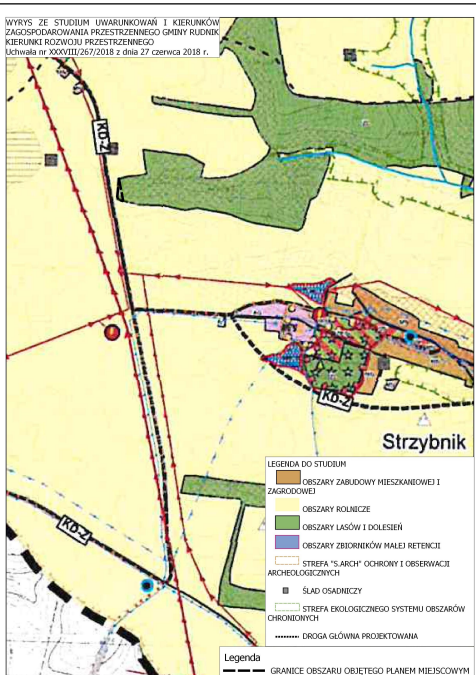 WYRYS ZE STUDIUM UWARUNKOWAŃ I KIERUNKÓW
ZAGOSPODAROWANIA PRZESTRZENNEGO GMINY RUDNIK
KIERUNKI ROZWOJU PRZESTRZENNEGO
Uchwała nr XXXVIII/267/2018 z dnia 27 czerwca 2018 r.
KD-Z
KD-Z
Strzybnik
KD-Z
LEGENDA DO STUDIUM
OBSZARY ZABUDOWY MIESZKANIOWEJ I
ZAGRODOWEJ
OBSZARY ROLNICZE
OBSZARY LASÓW I DOLESIEŃ
OBSZARY ZBIORNIKÓW MAŁEJ RETENCJI
STREFA "S.ARCH" OCHRONY I OBSERWACJI
ARCHEOLOGICZNYCH
ŚLAD OSADNICZY
STREFA EKOLOGICZNEGO SYSTEMU OBSZARÓW
CHRONIONYCH
DROGA GŁÓWNA PROJEKTOWANA
Legenda
GRANICE OBSZARU OBJĘTEGO PLANEM MIEJSCOWYM